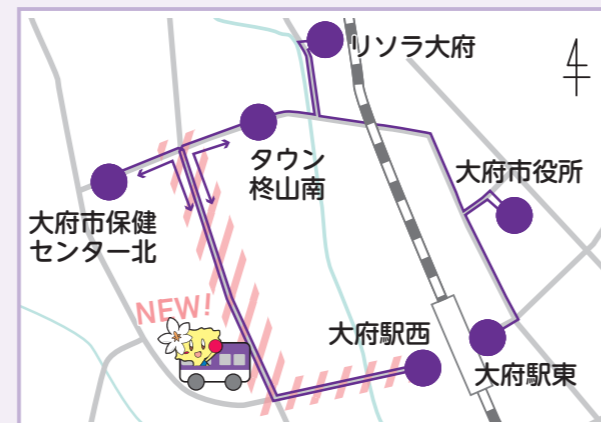 リソラ大府
タウン
柊山南
大府市役所
大府市保健
センター北
NEW!
大府駅西
大府駅東